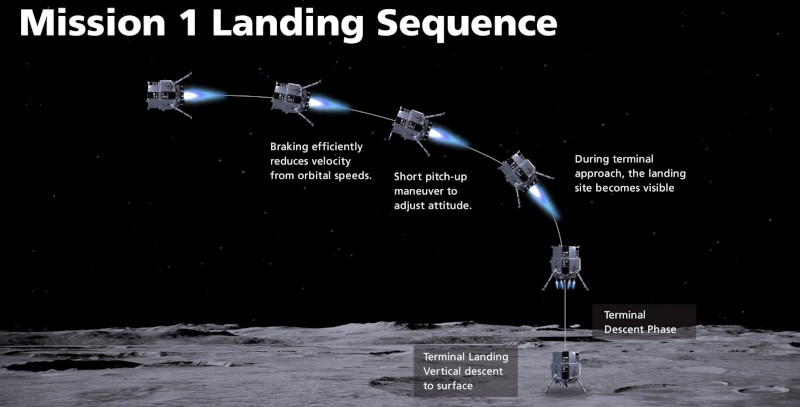 Mission 1 Landing Sequence
Braking efficiently
reduces velocity
from orbital speeds.
Short pitch-up
maneuver to
adjust attitude.
During terminal
approach, the landing
site becomes visible
Terminal
Descent Phase
Terminal Landing
Vertical descent
to surface